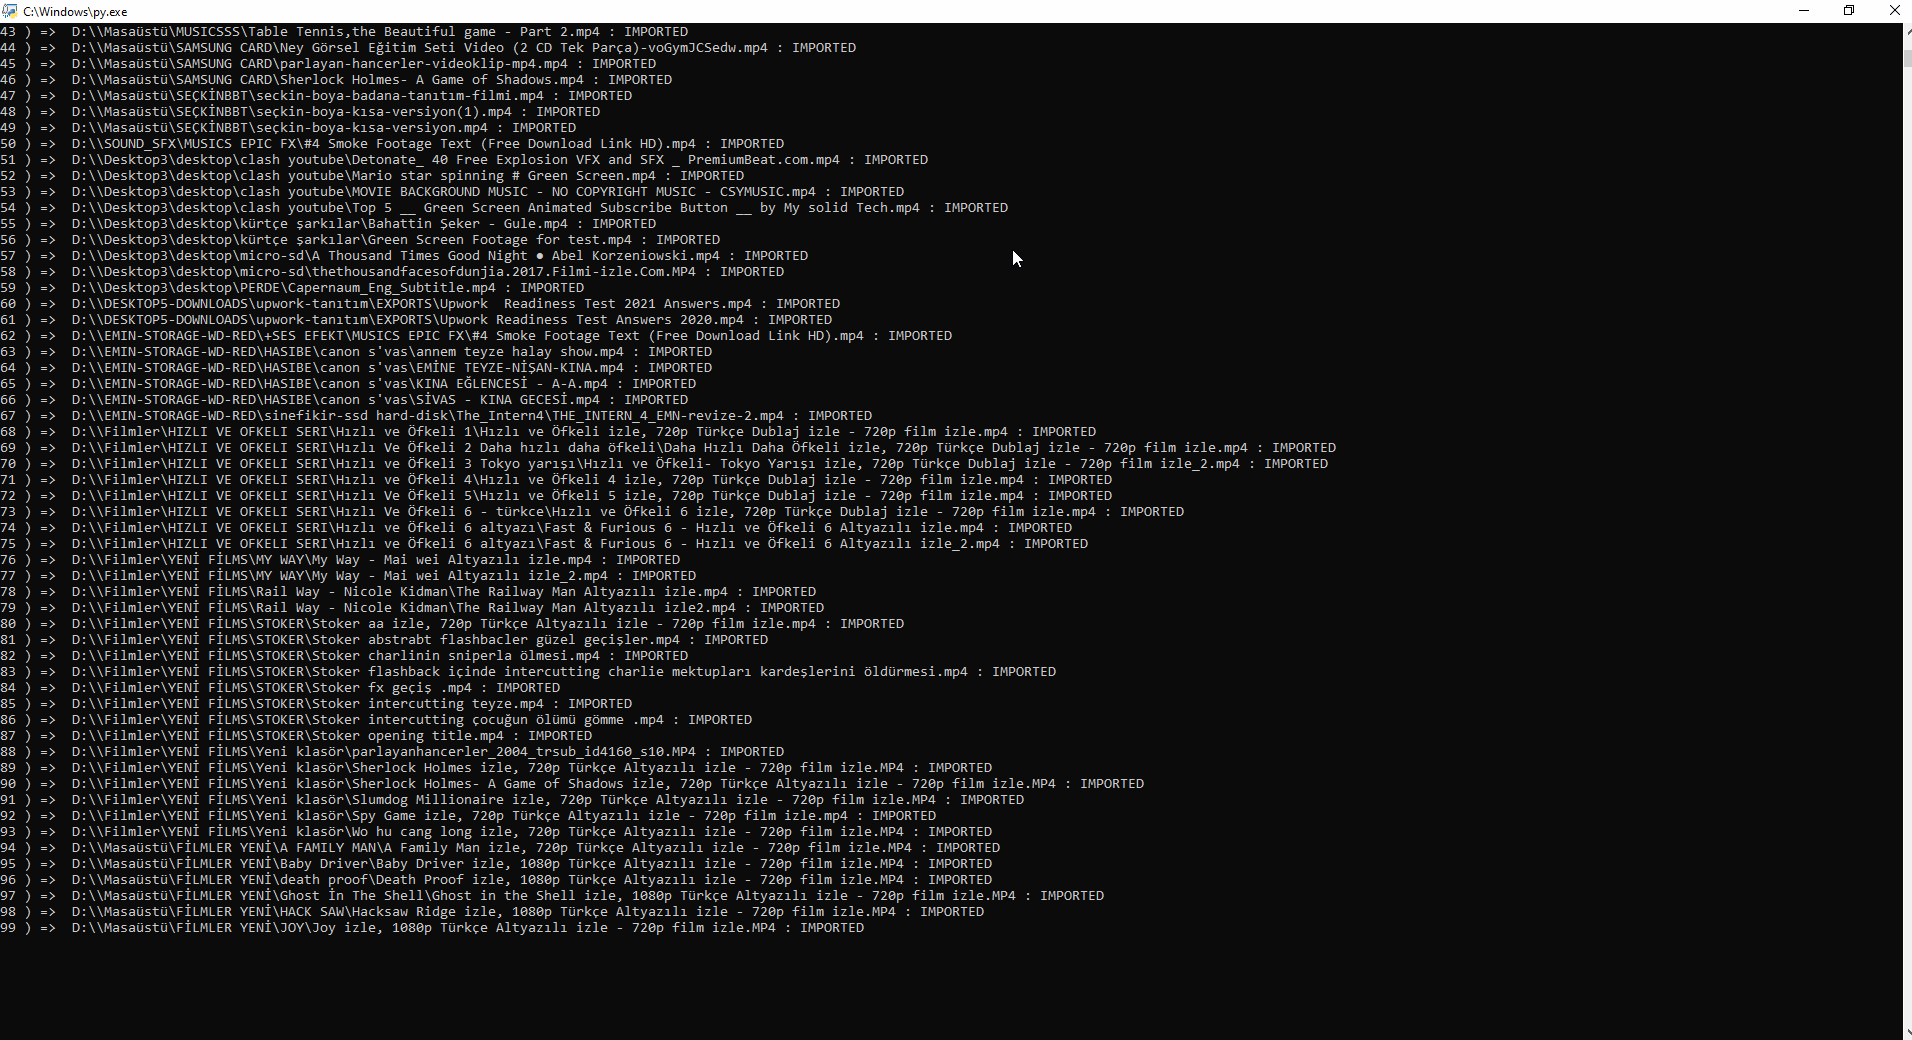 C:\Windows\py.exe
43 ) =>  D:\\Masaüstü\MUSICSSS\Table Tennis,the Beautiful game - Part 2.mp4 : IMPORTED
44 ) =>  D:\\Masaüstü\SAMSUNG CARD\Ney Görsel Eğitim Seti Video (2 CD Tek Parça)-voGymJCSedw.mp4 : IMPORTED
45 ) =>  D:\\Masaüstü\SAMSUNG CARD\parlayan-hancerler-videoklip-mp4.mp4 : IMPORTED
46 ) =>  D:\\Masaüstü\SAMSUNG CARD\Sherlock Holmes- A Game of Shadows.mp4 : IMPORTED
47 ) =>  D:\\Masaüstü\SEÇKİNBBT\seckin-boya-badana-tanıtım-filmi.mp4 : IMPORTED
48 ) =>  D:\\Masaüstü\SEÇKİNBBT\seçkin-boya-kısa-versiyon(1).mp4 : IMPORTED
49 ) =>  D:\\Masaüstü\SEÇKİNBBT\seçkin-boya-kısa-versiyon.mp4 : IMPORTED
50 ) =>  D:\\SOUND_SFX\MUSICS EPIC FX\#4 Smoke Footage Text (Free Download Link HD).mp4 : IMPORTED
51 ) =>  D:\\Desktop3\desktop\clash youtube\Detonate_ 40 Free Explosion VFX and SFX _ PremiumBeat.com.mp4 : IMPORTED
52 ) =>  D:\\Desktop3\desktop\clash youtube\Mario star spinning # Green Screen.mp4 : IMPORTED
53 ) =>  D:\\Desktop3\desktop\clash youtube\MOVIE BACKGROUND MUSIC - NO COPYRIGHT MUSIC - CSYMUSIC.mp4 : IMPORTED
54 ) =>  D:\\Desktop3\desktop\clash youtube\Top 5 __ Green Screen Animated Subscribe Button __ by My solid Tech.mp4 : IMPORTED
55 ) =>  D:\\Desktop3\desktop\kürtçe şarkılar\Bahattin Şeker - Gule.mp4 : IMPORTED
56 ) =>  D:\\Desktop3\desktop\kürtçe şarkılar\Green Screen Footage for test.mp4 : IMPORTED
57 ) =>  D:\\Desktop3\desktop\micro-sd\A Thousand Times Good Night ● Abel Korzeniowski.mp4 : IMPORTED
58 ) =>  D:\\Desktop3\desktop\micro-sd\thethousandfacesofdunjia.2017.Filmi-izle.Com.MP4 : IMPORTED
59 ) =>  D:\\Desktop3\desktop\PERDE\Capernaum_Eng_Subtitle.mp4 : IMPORTED
60 ) =>  D:\\DESKTOP5-DOWNLOADS\upwork-tanıtım\EXPORTS\Upwork  Readiness Test 2021 Answers.mp4 : IMPORTED
61 ) =>  D:\\DESKTOP5-DOWNLOADS\upwork-tanıtım\EXPORTS\Upwork Readiness Test Answers 2020.mp4 : IMPORTED
62 ) =>  D:\\EMIN-STORAGE-WD-RED\+SES EFEKT\MUSICS EPIC FX\#4 Smoke Footage Text (Free Download Link HD).mp4 : IMPORTED
63 ) =>  D:\\EMIN-STORAGE-WD-RED\HASIBE\canon s'vas\annem teyze halay show.mp4 : IMPORTED
64 ) =>  D:\\EMIN-STORAGE-WD-RED\HASIBE\canon s'vas\EMİNE TEYZE-NİŞAN-KINA.mp4 : IMPORTED
65 ) =>  D:\\EMIN-STORAGE-WD-RED\HASIBE\canon s'vas\KINA EĞLENCESİ - A-A.mp4 : IMPORTED
66 ) =>  D:\\EMIN-STORAGE-WD-RED\HASIBE\canon s'vas\SİVAS - KINA GECESİ.mp4 : IMPORTED
67 ) =>  D:\\EMIN-STORAGE-WD-RED\sinefikir-ssd hard-disk\The_Intern4\THE_INTERN_4_EMN-revize-2.mp4 : IMPORTED
68 ) =>  D:\\Filmler\HIZLI VE OFKELI SERI\Hızlı ve Öfkeli 1\Hızlı ve Öfkeli izle, 720p Türkçe Dublaj izle - 720p film izle.mp4 : IMPORTED
69 ) =>  D:\\Filmler\HIZLI VE OFKELI SERI\Hızlı ve Öfkeli 2 Daha hızlı daha öfkeli\Daha Hızlı Daha Öfkeli izle, 720p Türkçe Dublaj izle - 720p film izle.mp4 : IMPORTED
70 ) =>  D:\\Filmler\HIZLI VE OFKELI SERI\Hızlı ve Öfkeli 3 Tokyo yarışı\Hızlı ve Öfkeli- Tokyo Yarışı izle, 720p Türkçe Dublaj izle - 720p film izle_2.mp4 : IMPORTED
71 ) =>  D:\\Filmler\HIZLI VE OFKELI SERI\Hızlı ve Öfkeli 4\Hızlı ve Öfkeli 4 izle, 720p Türkçe Dublaj izle - 720p film izle.mp4 : IMPORTED
72 ) =>  D:\\Filmler\HIZLI VE OFKELI SERI\Hızlı ve Öfkeli 5\Hızlı ve Öfkeli 5 izle, 720p Türkçe Dublaj izle - 720p film izle.mp4 : IMPORTED
73 ) =>  D:\\Filmler\HIZLI VE OFKELI SERI\Hızlı ve Öfkeli 6 - türkce\Hızlı ve Öfkeli 6 izle, 720p Türkçe Dublaj izle - 720p film izle.mp4 : IMPORTED
74 ) =>  D:\\Filmler\HIZLI VE OFKELI SERI\Hızlı ve Öfkeli 6 altyazı\Fast & Furious 6 - Hızlı ve Öfkeli 6 Altyazılı izle.mp4 : IMPORTED
75 ) =>  D:\\Filmler\HIZLI VE OFKELI SERI\Hızlı ve Öfkeli 6 altyazı\Fast & Furious 6 - Hızlı ve Öfkeli 6 Altyazılı izle_2.mp4 : IMPORTED
76 ) =>  D:\\Filmler\YENİ FİLMS\MY WAY\My Way - Mai wei Altyazılı izle.mp4 : IMPORTED
77 ) =>  D:\\Filmler\YENİ FİLMS\MY WAY\My Way - Mai wei Altyazılı izle_2.mp4 : IMPORTED
78 ) =>  D:\\Filmler\YENİ FİLMS\Rail Way - Nicole Kidman\The Railway Man Altyazılı izle.mp4 : IMPORTED
79 ) =>  D:\\Filmler\YENİ FİLMS\Rail Way - Nicole Kidman\The Railway Man Altyazılı izle2.mp4 : IMPORTED
80 ) =>  D:\\Filmler\YENİ FİLMS\STOKER\Stoker aa izle, 720p Türkçe Altyazılı izle - 720p film izle.mp4 : IMPORTED
81 ) =>  D:\\Filmler\YENİ FİLMS\STOKER\Stoker abstrabt flashbacler güzel geçişler.mp4 : IMPORTED
82 ) =>  D:\\Filmler\YENİ FİLMS\STOKER\Stoker charlinin sniperla ölmesi.mp4 : IMPORTED
83 ) =>  D:\\Filmler\YENİ FİLMS\STOKER\Stoker flashback içinde intercutting charlie mektupları kardeşlerini öldürmesi.mp4 : IMPORTED
84 ) =>  D:\\Filmler\YENİ FİLMS\STOKER\Stoker fx geçiş .mp4 : IMPORTED
85 ) =>  D:\\Filmler\YENİ FİLMS\STOKER\Stoker intercutting teyze.mp4 : IMPORTED
86 ) =>  D:\\Filmler\YENİ FİLMS\STOKER\Stoker intercutting çocuğun ölümü gömme .mp4 : IMPORTED
87 ) =>  D:\\Filmler\YENİ FİLMS\STOKER\Stoker opening title.mp4 : IMPORTED
88 ) =>  D:\\Filmler\YENİ FİLMS\Yeni klasör\parlayanhancerler_2004_trsub_id4160_s10.MP4 : IMPORTED
89 ) =>  D:\\Filmler\YENİ FİLMS\Yeni klasör\Sherlock Holmes izle, 720p Türkçe Altyazılı izle - 720p film izle.MP4 : IMPORTED
90 ) =>  D:\\Filmler\YENİ FİLMS\Yeni klasör\Sherlock Holmes- A Game of Shadows izle, 720p Türkçe Altyazılı izle - 720p film izle.MP4 : IMPORTED
91 ) =>  D:\\Filmler\YENİ FİLMS\Yeni klasör\Slumdog Millionaire izle, 720p Türkçe Altyazılı izle - 720p film izle.MP4 : IMPORTED
92 ) =>  D:\\Filmler\YENİ FİLMS\Yeni klasör\Spy Game izle, 720p Türkçe Altyazılı izle - 720p film izle.mp4 : IMPORTED
93 ) =>  D:\\Filmler\YENİ FİLMS\Yeni klasör\Wo hu cang long izle, 720p Türkçe Altyazılı izle - 720p film izle.MP4 : IMPORTED
94 ) =>  D:\\Masaüstü\FİLMLER YENİ\A FAMILY MAN\A Family Man izle, 720p Türkçe Altyazılı izle - 720p film izle.MP4 : IMPORTED
95 ) =>  D:\\Masaüstü\FİLMLER YENİ\Baby Driver\Baby Driver izle, 1080p Türkçe Altyazılı izle - 720p film izle.MP4 : IMPORTED
96 ) =>  D:\\Masaüstü\FİLMLER YENİ\death proof\Death Proof izle, 1080p Türkçe Altyazılı izle - 720p film izle.MP4 : IMPORTED
97 ) =>  D:\\Masaüstü\FİLMLER YENİ\Ghost İn The Shell\Ghost in the Shell izle, 1080p Türkçe Altyazılı izle - 720p film izle.MP4 : IMPORTED
98 ) =>  D:\\Masaüstü\FİLMLER YENİ\HACK SAW\Hacksaw Ridge izle, 1080p Türkçe Altyazılı izle - 720p film izle.MP4 : IMPORTED
99 ) =>  D:\\Masaüstü\FİLMLER YENİ\JOY\Joy izle, 1080p Türkçe Altyazılı izle - 720p film izle.MP4 : IMPORTED